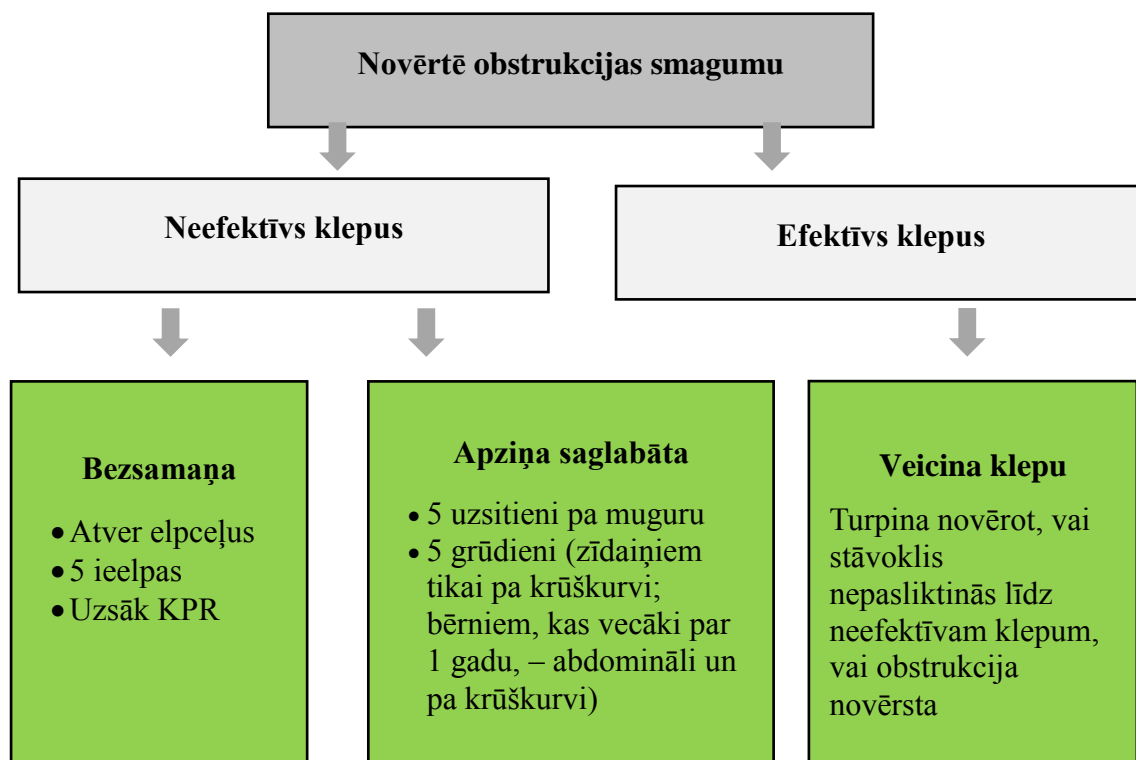 Novērtē obstrukcijas smagumu
Neefektīvs klepus
Efektīvs klepus
Bezsamaņa
• Atver elpceļus
• 5 ieelpas
• Uzsāk KPR
Apziņa saglabāta
• 5 uzsitieni pa muguru
• 5 grūdieni (zīdaiņiem
tikai pa krūškurvi;
bērniem, kas vecāki par
1 gadu, – abdomināli un
pa krūškurvi)
Veicina klepu
Turpina novērot, vai
stāvoklis
nepasliktinās līdz
neefektīvam klepum,
vai obstrukcija
novērsta